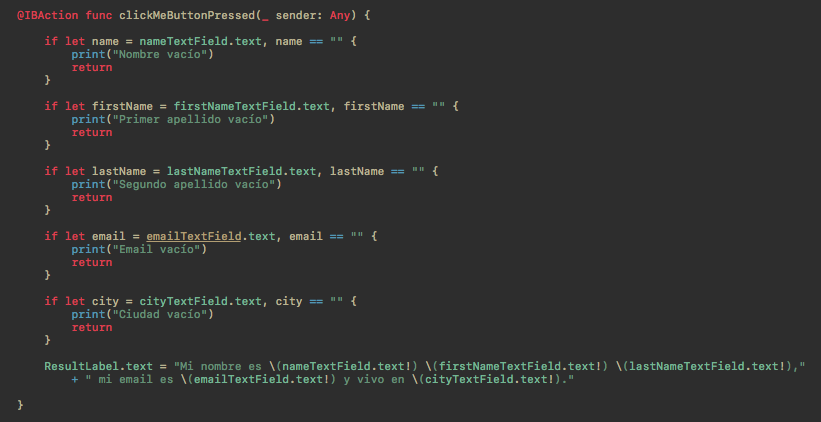 @IBAction func clickMeButtonPressed(_ sender: Any) {
if let name = nameTextField.text, name == "" {
print("Nombre vacío")
return
}
if let firstName = firstNameTextField.text, firstName == "" {
print("Primer apellido vacío")
return
}
if let lastName = lastNameTextField.text, lastName == "" {
print("Segundo apellido vacío")
return
}
if let email = emailTextField.text, email == "" {
print("Email vacío")
return
}
if let city = cityTextField.text, city == "" {
print("Ciudad vacío")
return
}
ResultLabel.text = "Mi nombre es \(nameTextField.text!) \(firstNameTextField.text!) \(lastNameTextField.text!),"
+ " mi email es \(emailTextField.text!) y vivo en \(cityTextField.text!)."
}